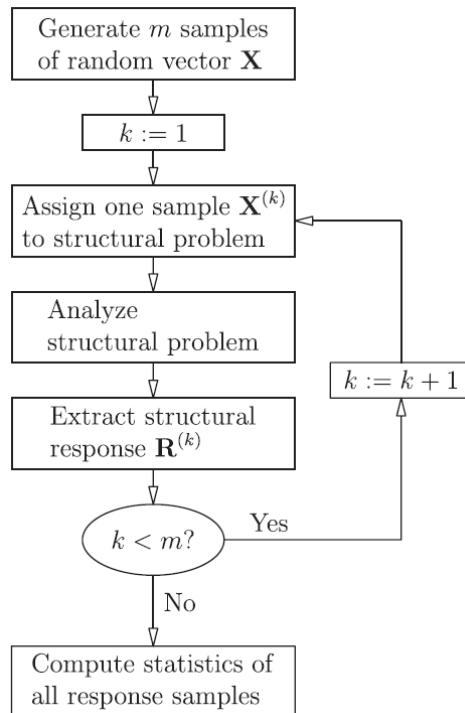 Generate m samples
of random vector X
k := 1
Assign one sample X^(k)
to structural problem
Analyze
structural problem
k := k + 1
Extract structural
response R^(k)
k < m?
Yes
No
Compute statistics of
all response samples